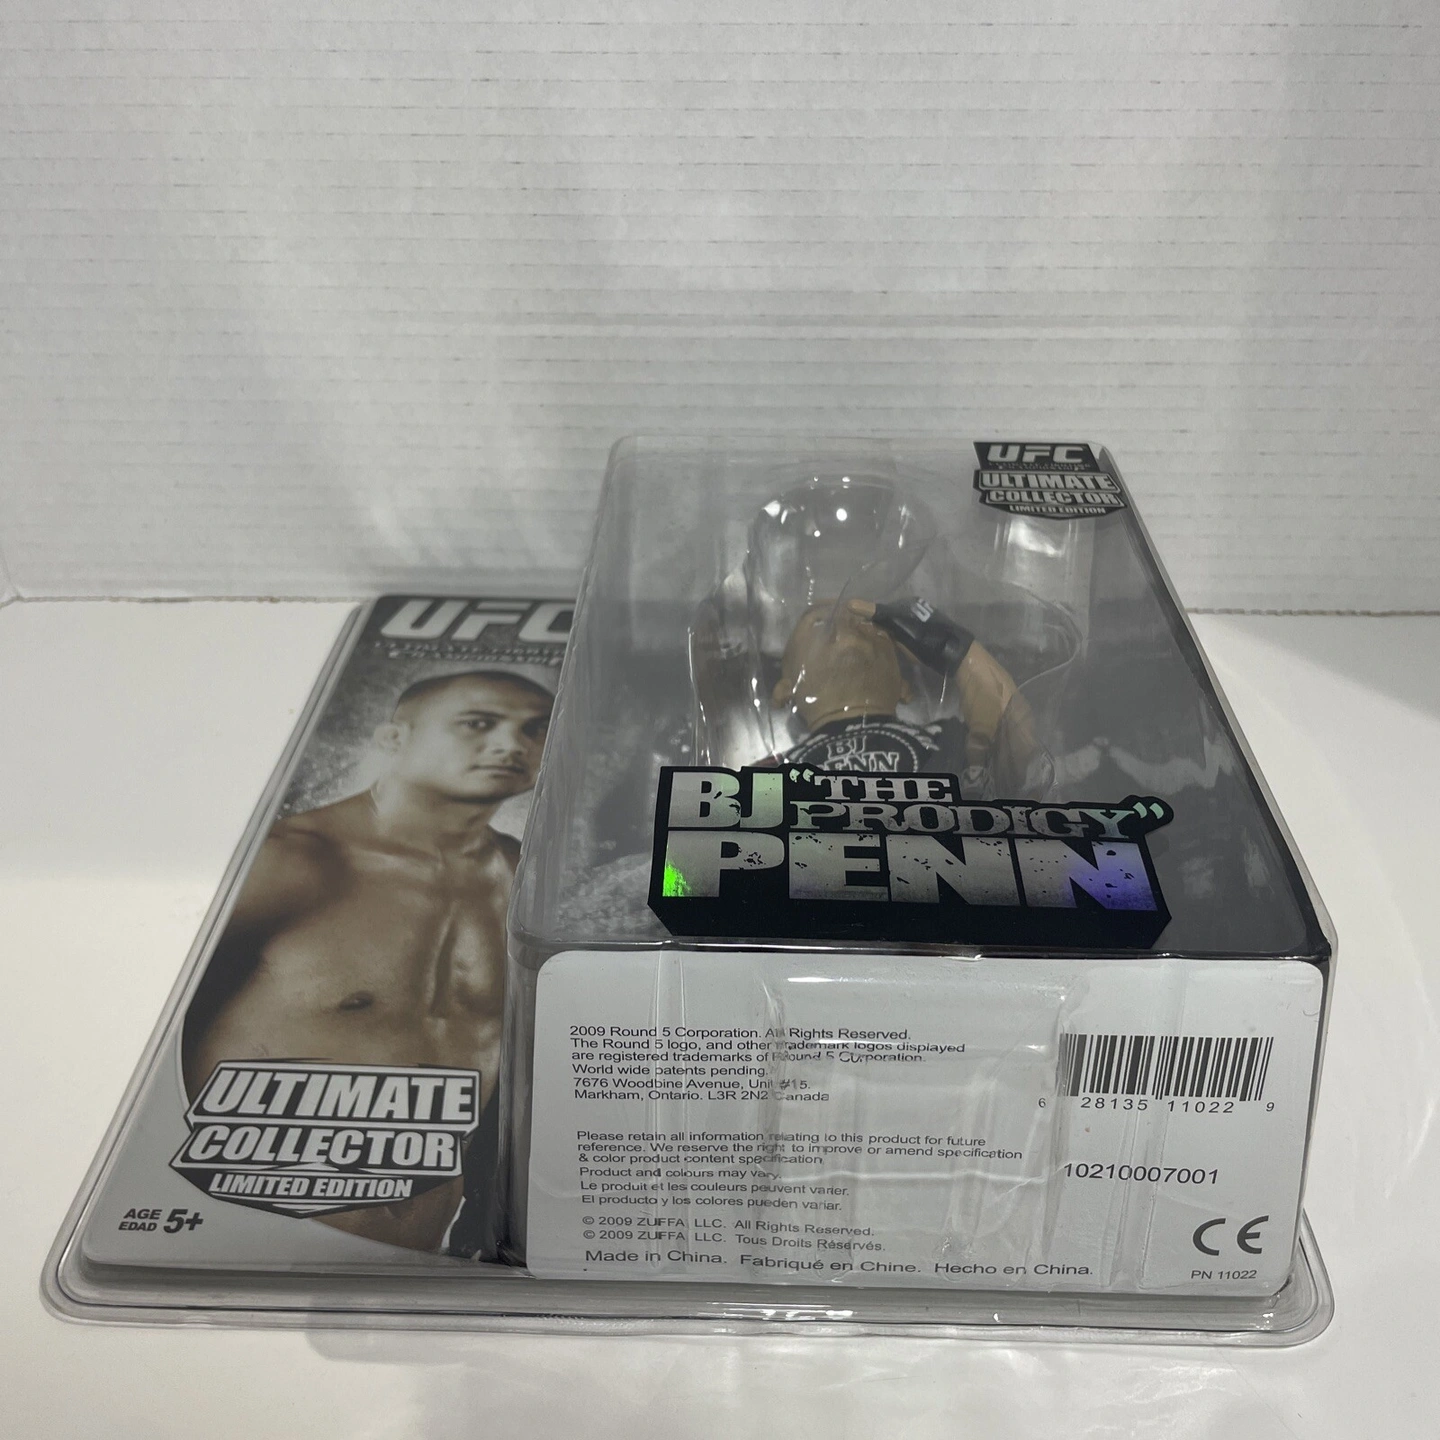 UFC
ULTIMATE
COLLECTOR
LIMITED EDITION
AGE
EDAD 5+
UFC
ULTIMATE
COLLECTOR
LIMITED EDITION
UFC
BJ
PENN
BJ "THE
PRODIGY"
PENN
2009 Round 5 Corporation. All Rights Reserved.
The Round 5 logo, and other trademark logos displayed
are registered trademarks of Round 5 Corporation.
World wide patents pending.
7676 Woodbine Avenue, Unit #15.
Markham, Ontario. L3R 2N2 Canada
Please retain all information relating to this product for future
reference. We reserve the right to improve or amend specification
& color product content specification
Product and colours may vary.
Le produit et les couleurs peuvent varier.
El producto y los colores pueden variar.
© 2009 ZUFFA, LLC. All Rights Reserved.
© 2009 ZUFFA, LLC. Tous Droits Réservés.
Made in China. Fabriqué en Chine. Hecho en China.
6 28135 11022 9
10210007001
CE
PN 11022